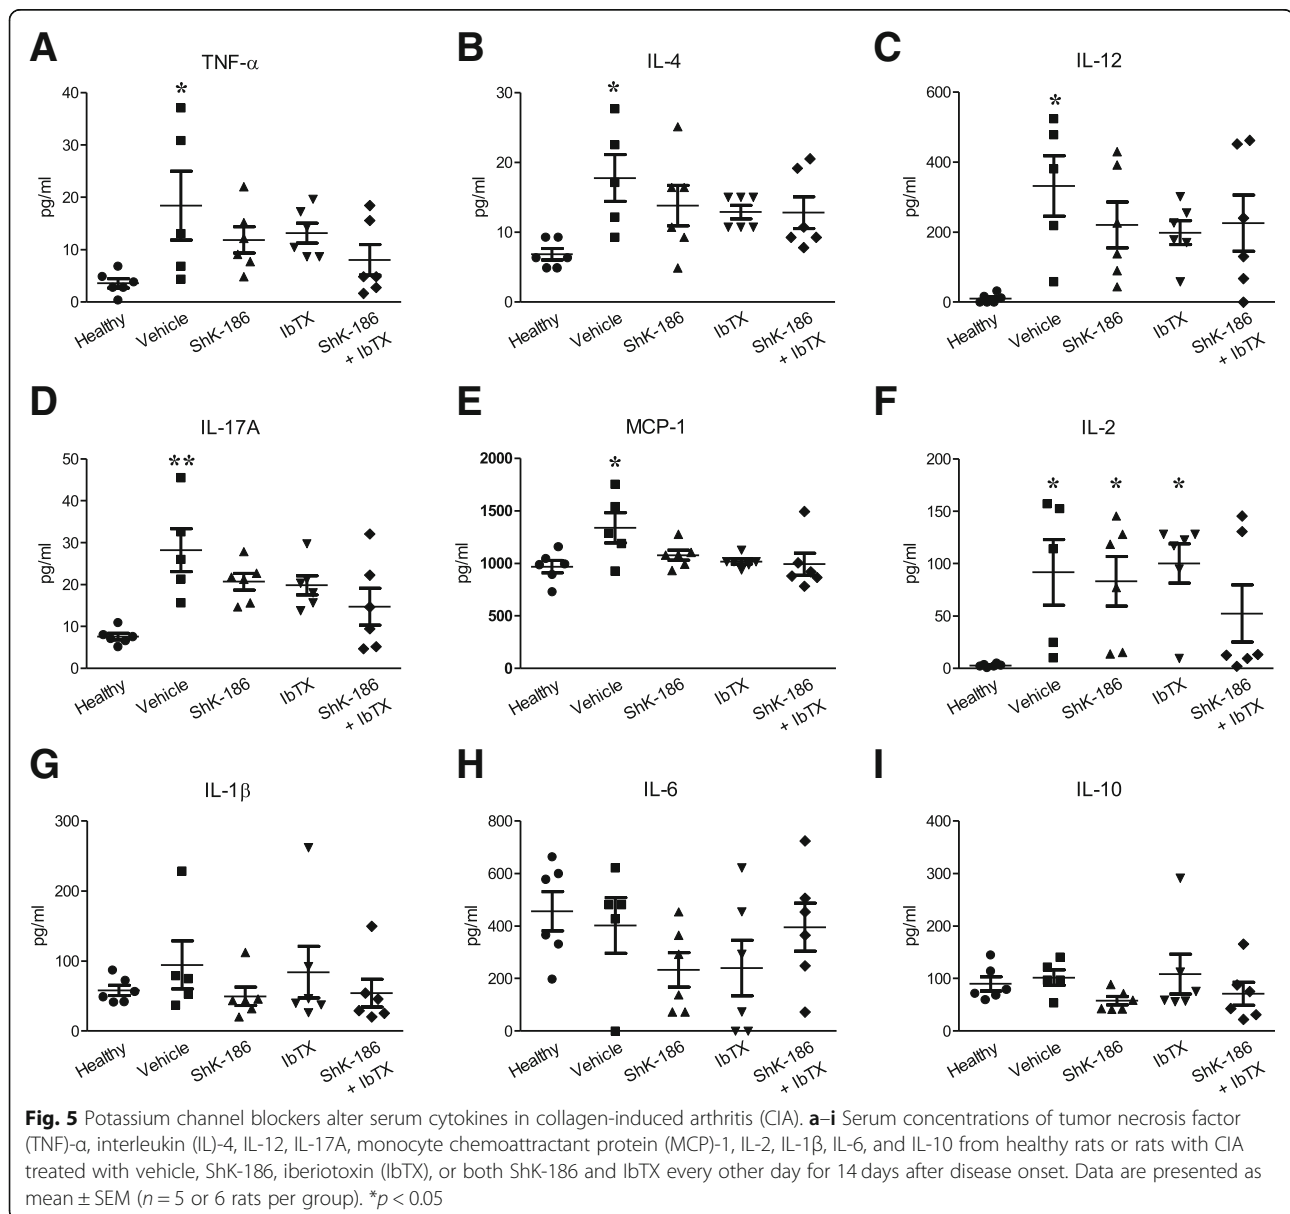 A
TNF-α
*
40
30
20
10
0
pg/ml
Healthy
Vehicle
ShK-186
IbTX
ShK-186
+ IbTX
B
IL-4
*
30
20
10
0
pg/ml
Healthy
Vehicle
ShK-186
IbTX
ShK-186
+ IbTX
C
IL-12
*
600
400
200
0
pg/ml
Healthy
Vehicle
ShK-186
IbTX
ShK-186
+ IbTX
D
IL-17A
**
50
40
30
20
10
0
pg/ml
Healthy
Vehicle
ShK-186
IbTX
ShK-186
+ IbTX
E
MCP-1
*
2000
1500
1000
500
0
pg/ml
Healthy
Vehicle
ShK-186
IbTX
ShK-186
+ IbTX
F
IL-2
* * *
200
150
100
50
0
pg/ml
Healthy
Vehicle
ShK-186
IbTX
ShK-186
+ IbTX
G
IL-1β
300
200
100
0
pg/ml
Healthy
Vehicle
ShK-186
IbTX
ShK-186
+ IbTX
H
IL-6
800
600
400
200
0
pg/ml
Healthy
Vehicle
ShK-186
IbTX
ShK-186
+ IbTX
I
IL-10
400
300
200
100
0
pg/ml
Healthy
Vehicle
ShK-186
IbTX
ShK-186
+ IbTX
Fig. 5 Potassium channel blockers alter serum cytokines in collagen-induced arthritis (CIA). a–i Serum concentrations of tumor necrosis factor
(TNF)-α, interleukin (IL)-4, IL-12, IL-17A, monocyte chemoattractant protein (MCP)-1, IL-2, IL-1β, IL-6, and IL-10 from healthy rats or rats with CIA
treated with vehicle, ShK-186, iberiotoxin (IbTX), or both ShK-186 and IbTX every other day for 14 days after disease onset. Data are presented as
mean ± SEM (n = 5 or 6 rats per group). *p < 0.05